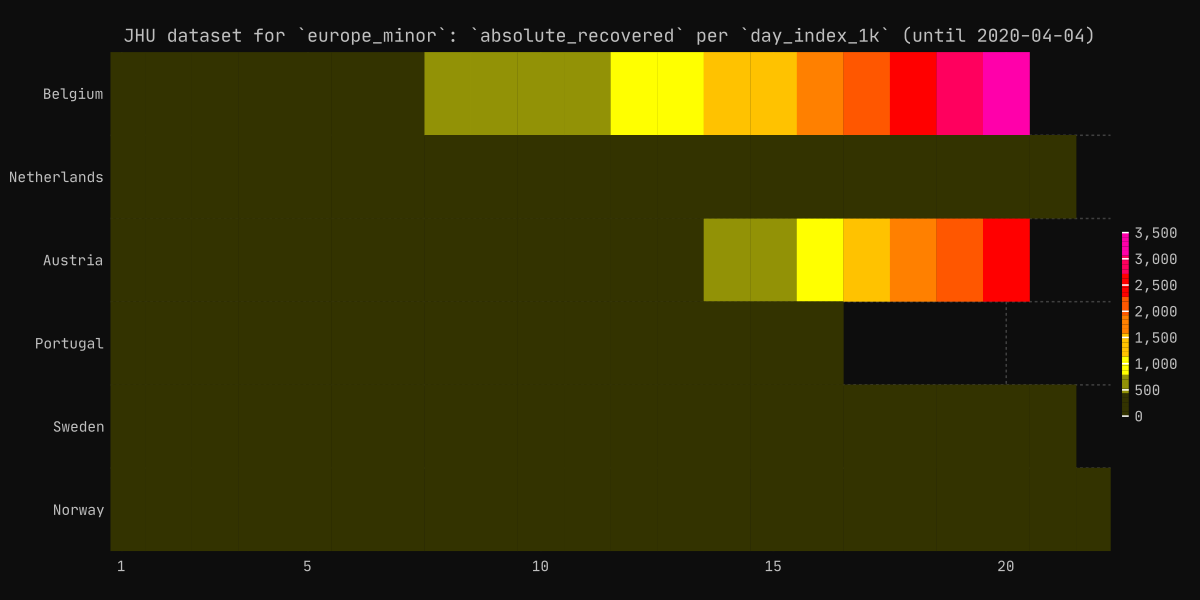 JHU dataset for `europe_minor`: `absolute_recovered` per `day_index_1k` (until 2020-04-04)
Belgium
Netherlands
Austria
Portugal
Sweden
Norway
3,500
3,000
2,500
2,000
1,500
1,000
500
0
1 5 10 15 20